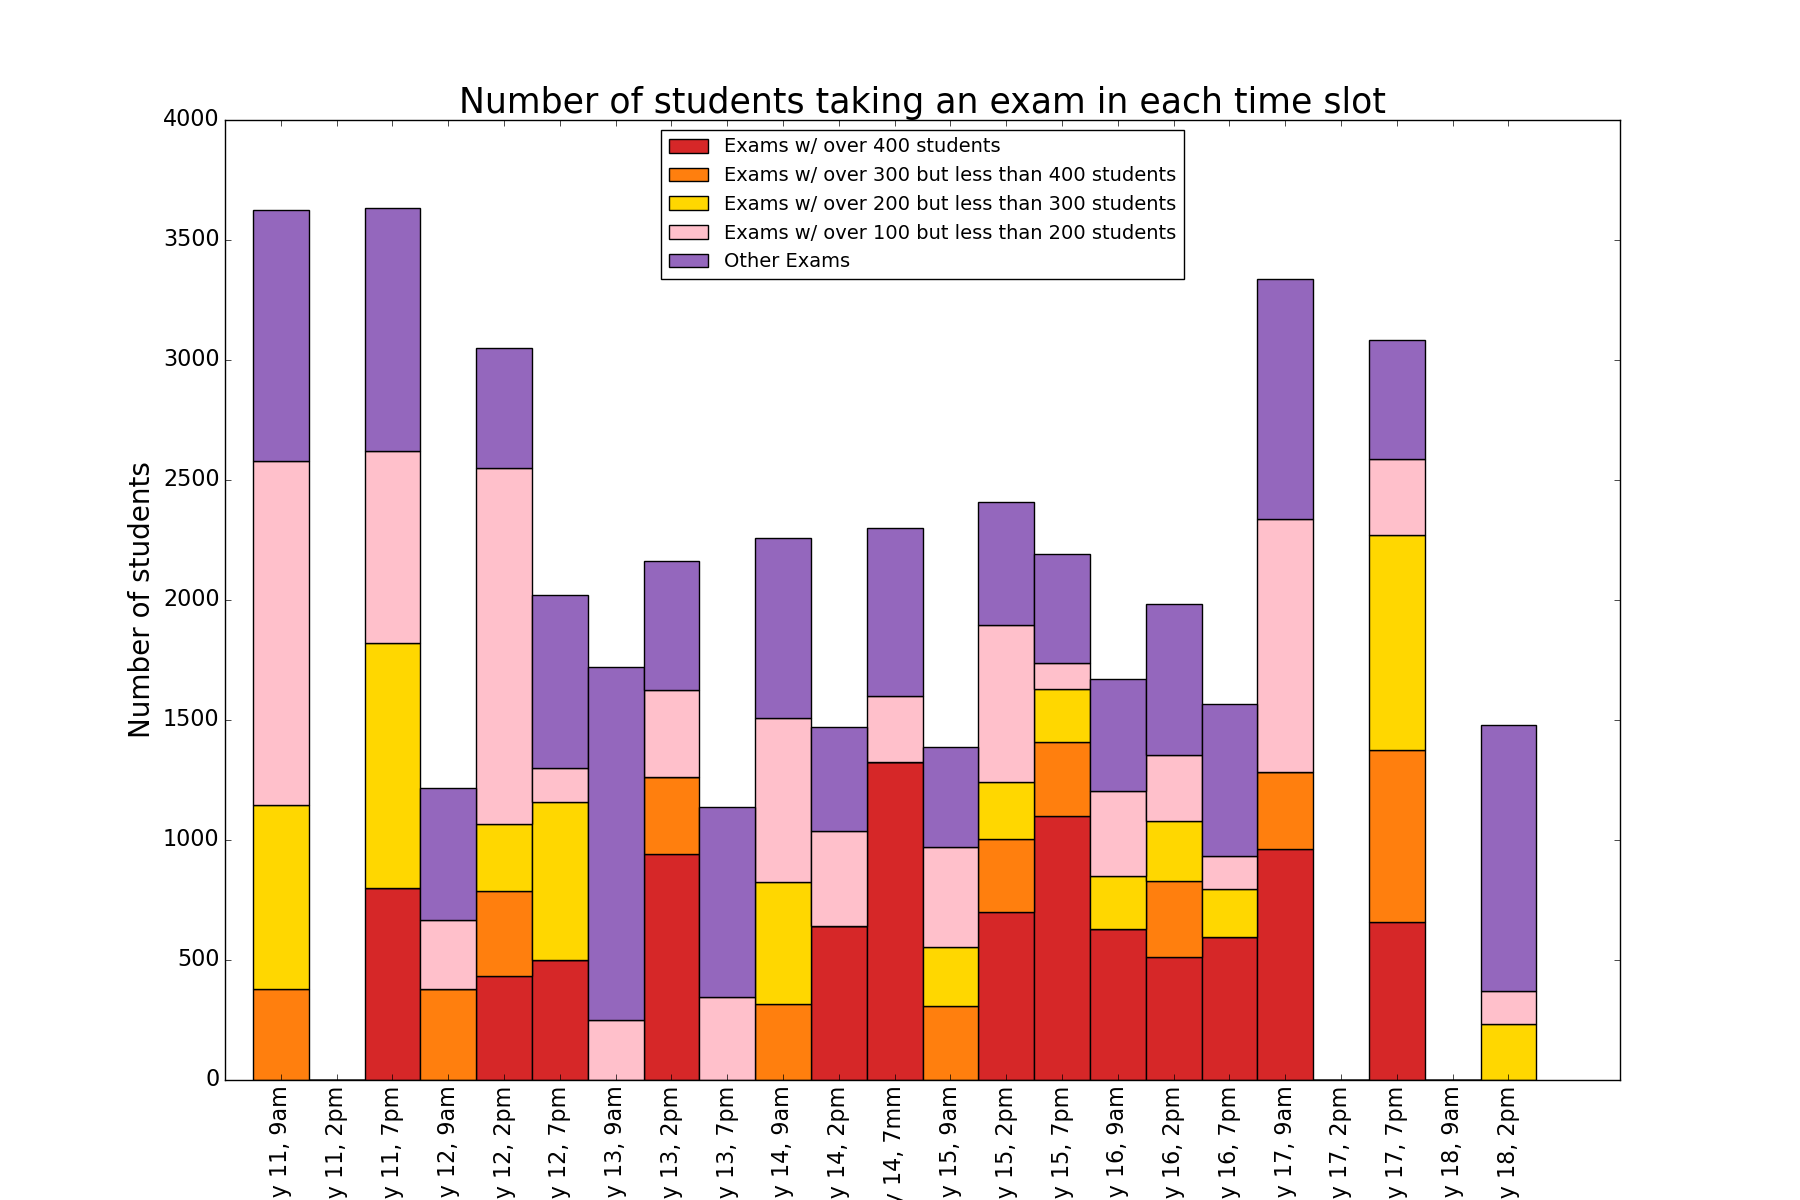 Number of students taking an exam in each time slot
Exams w/ over 400 students
Exams w/ over 300 but less than 400 students
Exams w/ over 200 but less than 300 students
Exams w/ over 100 but less than 200 students
Other Exams
Number of students
4000
3500
3000
2500
2000
1500
1000
500
0
y 11, 9am
y 11, 2pm
y 11, 7pm
y 12, 9am
y 12, 2pm
y 12, 7pm
y 13, 9am
y 13, 2pm
y 13, 7pm
y 14, 9am
y 14, 2pm
y 14, 7mm
y 15, 9am
y 15, 2pm
y 15, 7pm
y 16, 9am
y 16, 2pm
y 16, 7pm
y 17, 9am
y 17, 2pm
y 17, 7pm
y 18, 9am
y 18, 2pm